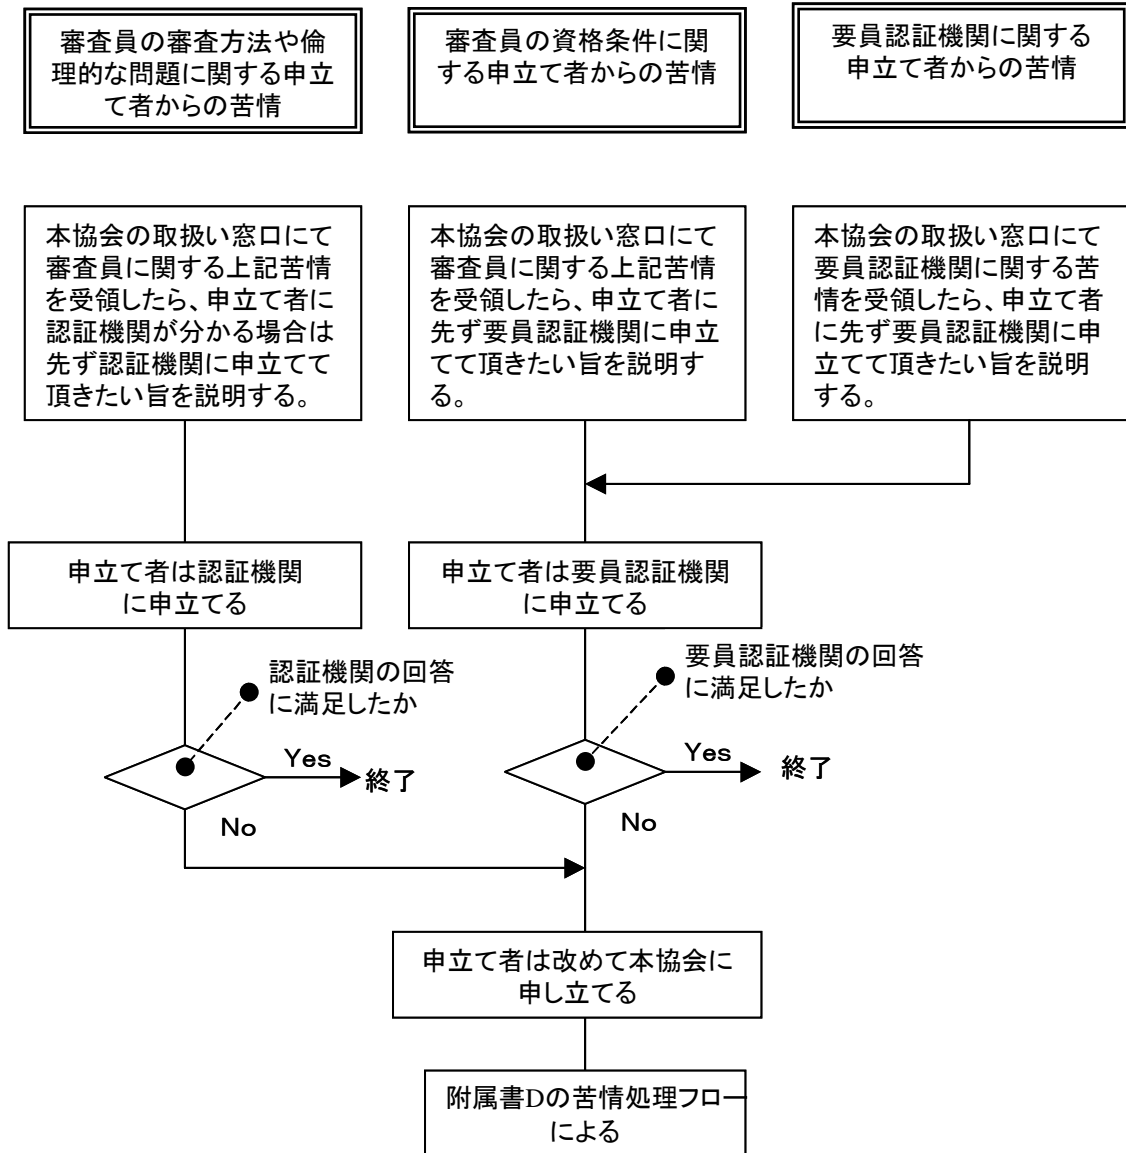 審査員の審査方法や倫
理的な問題に関する申立
て者からの苦情
審査員の資格条件に関
する申立て者からの苦情
要員認証機関に関する
申立て者からの苦情
本協会の取扱い窓口にて
審査員に関する上記苦情
を受領したら、申立て者に
認証機関が分かる場合は
先ず認証機関に申立てて
頂きたい旨を説明する。
本協会の取扱い窓口にて
審査員に関する上記苦情
を受領したら、申立て者に
先ず要員認証機関に申立
てて頂きたい旨を説明す
る。
本協会の取扱い窓口にて
要員認証機関に関する苦
情を受領したら、申立て者
に先ず要員認証機関に申
立てて頂きたい旨を説明
する。
申立て者は認証機関
に申立てる
申立て者は要員認証機関
に申立てる
認証機関の回答
に満足したか
要員認証機関の回答
に満足したか
Yes
終了
No
Yes
終了
No
申立て者は改めて本協会に
申し立てる
附属書Dの苦情処理フロー
による